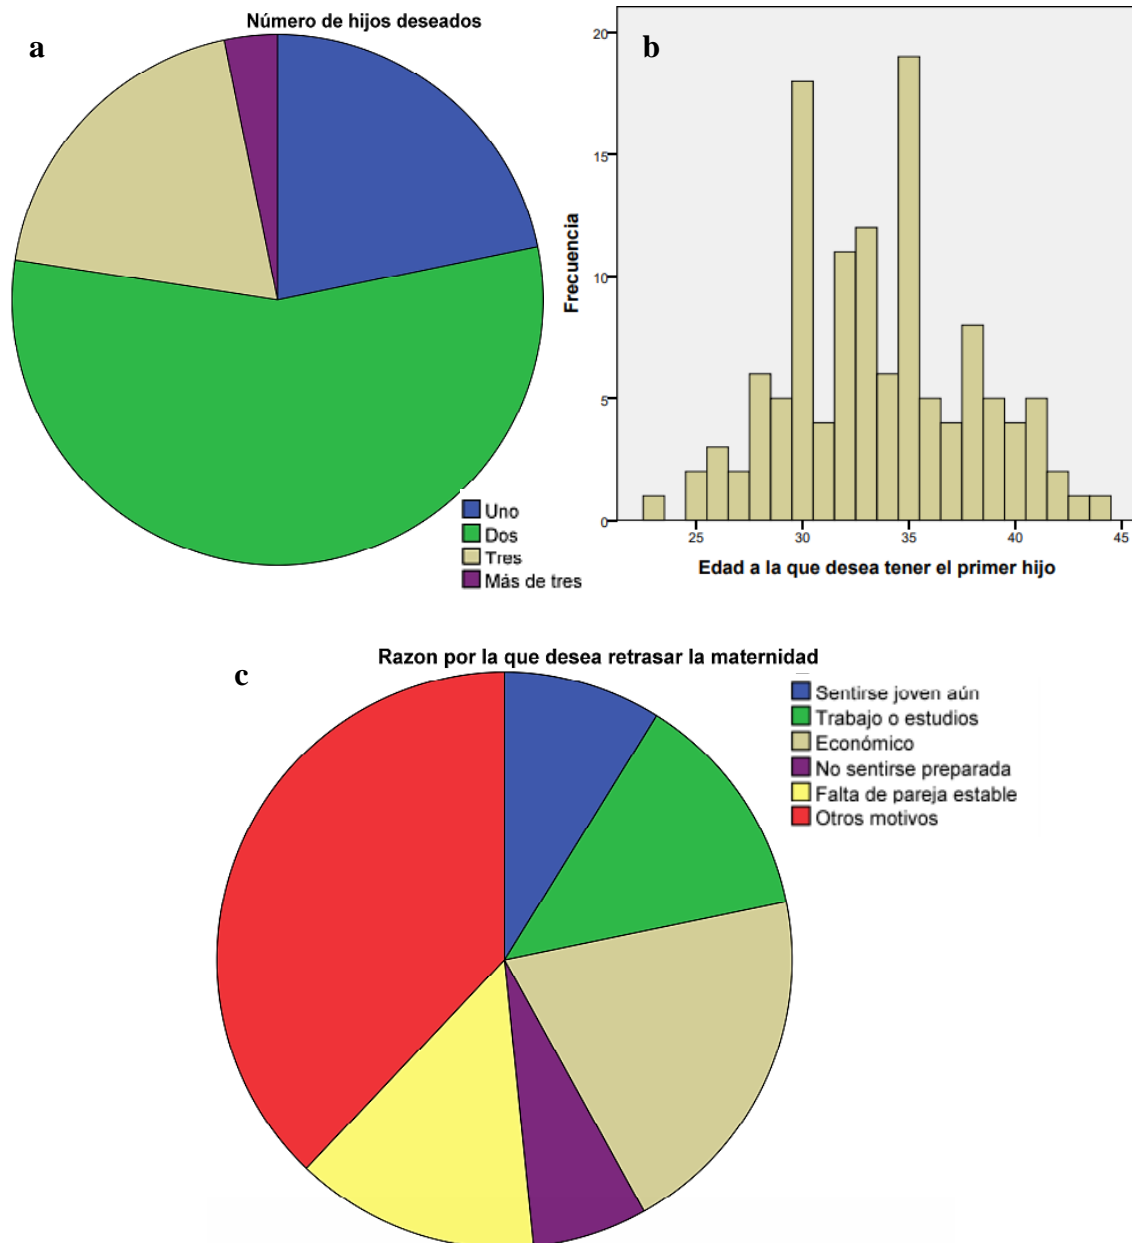 Número de hijos deseados
a
Uno
Dos
Tres
Más de tres
b
Frecuencia
20
15
10
5
0
25 30 35 40 45
Edad a la que desea tener el primer hijo
c
Razon por la que desea retrasar la maternidad
Sentirse joven aún
Trabajo o estudios
Económico
No sentirse preparada
Falta de pareja estable
Otros motivos